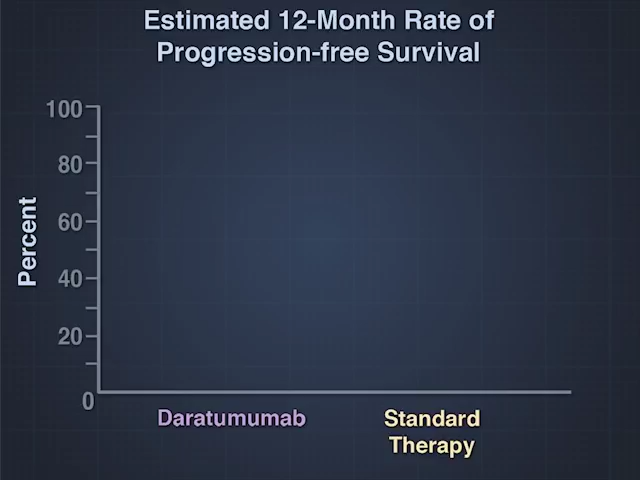 Estimated 12-Month Rate of
Progression-free Survival
100
80
60
40
20
0
Percent
Daratumumab
Standard
Therapy